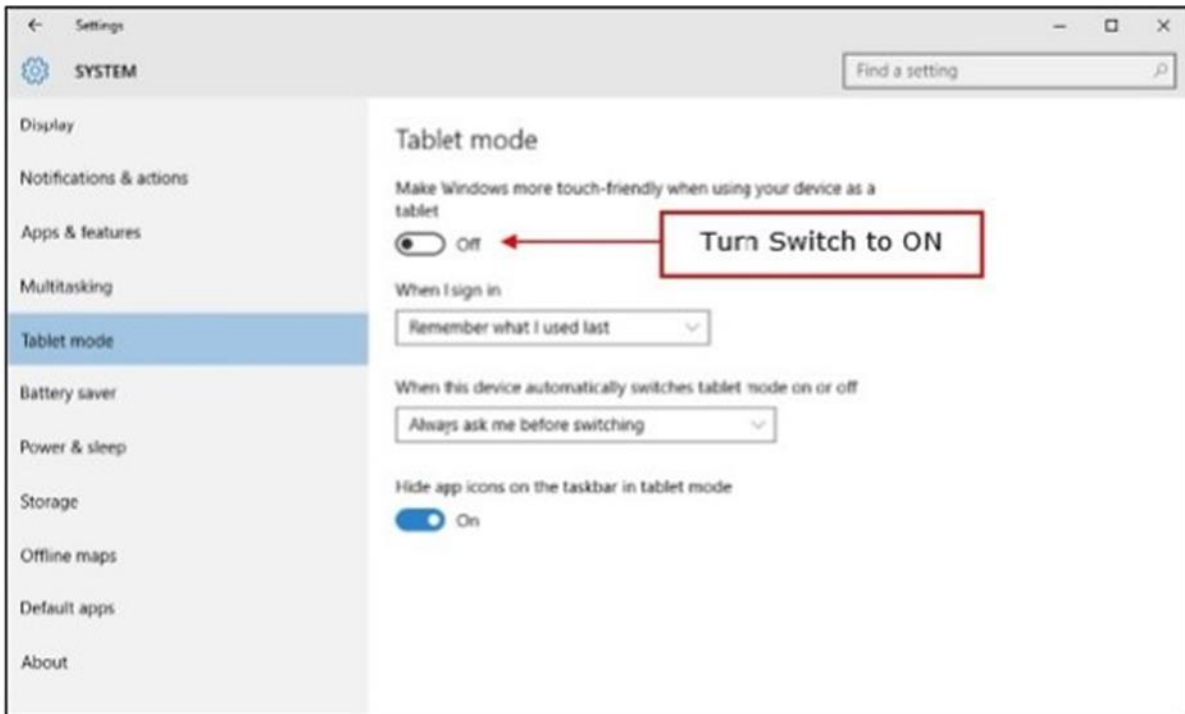 Settings
SYSTEM
Find a setting
Display
Notifications & actions
Apps & features
Multitasking
Tablet mode
Battery saver
Power & sleep
Storage
Offline maps
Default apps
About
Tablet mode
Make Windows more touch-friendly when using your device as a
tablet
Off
Turn Switch to ON
When I sign in
Remember what I used last
When this device automatically switches tablet mode on or off
Always ask me before switching
Hide app icons on the taskbar in tablet mode
On